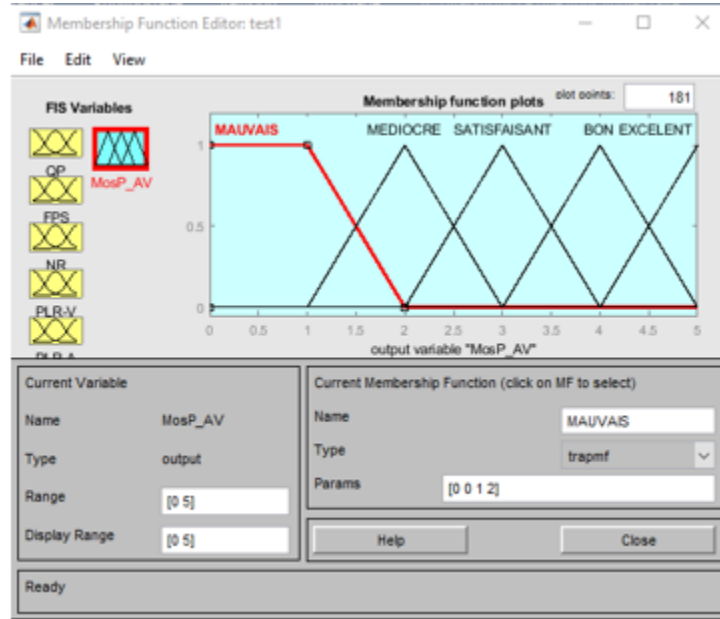 Membership Function Editor: test1
File Edit View
FIS Variables
Membership function plots
plot points:
181
QP
FPS
NR
PLR-V
PLR-A
MosP_AV
MAUVAIS MEDIOCRE SATISFAISANT BON EXCELENT
1
0.5
0
0 0.5 1 1.5 2 2.5 3 3.5 4 4.5 5
output variable "MosP_AV"
Current Variable
Name MosP_AV
Type output
Range [0 5]
Display Range [0 5]
Current Membership Function (click on MF to select)
Name MAUVAIS
Type trapmf
Params [0 0 1 2]
Help Close
Ready